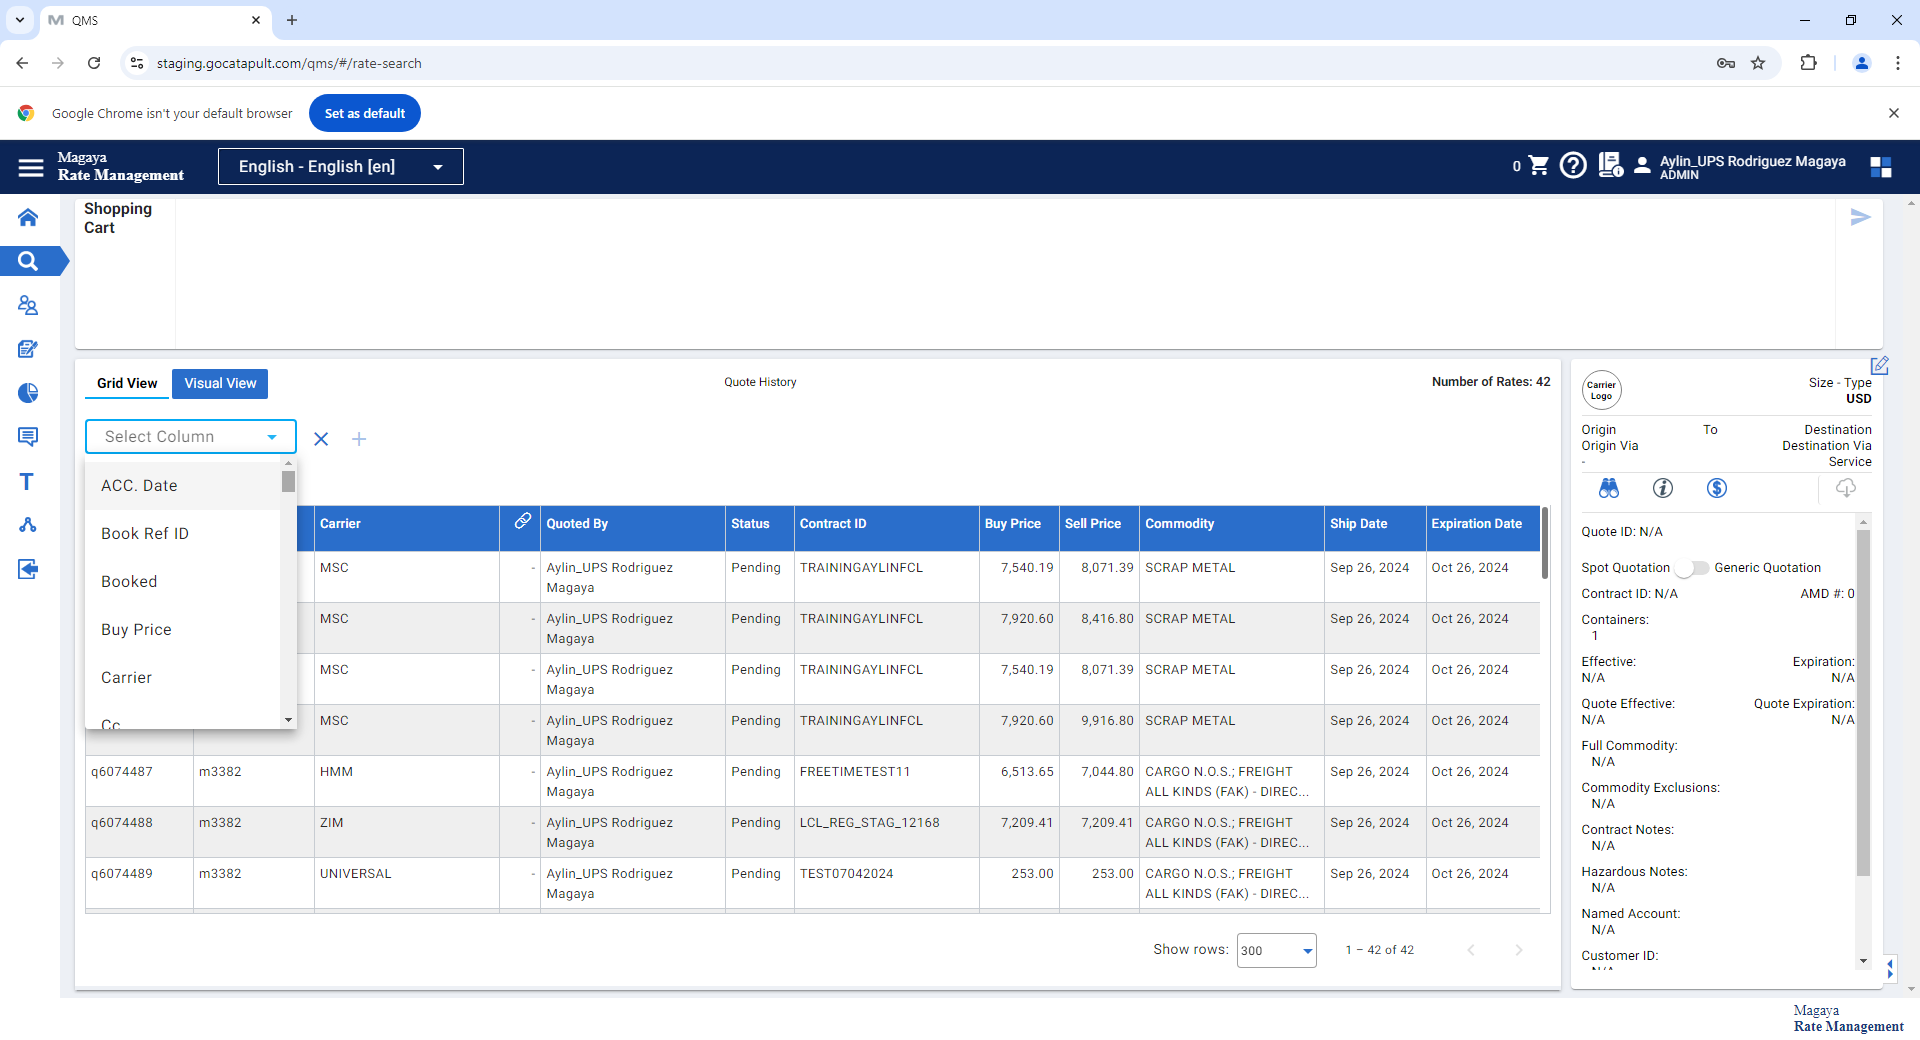 QMS
staging.gocatapult.com/qms/#/rate-search
Google Chrome isn't your default browser
Set as default
Magaya
Rate Management
English - English [en]
0
Aylin_UPS Rodriguez Magaya
ADMIN
Shopping
Cart
Grid View
Visual View
Quote History
Number of Rates: 42
Select Column
ACC. Date
Book Ref ID
Booked
Buy Price
Carrier
Cc
Carrier Quoted By Status Contract ID Buy Price Sell Price Commodity Ship Date Expiration Date
MSC - Aylin_UPS Rodriguez Pending TRAININGAYLINFCL 7,540.19 8,071.39 SCRAP METAL Sep 26, 2024 Oct 26, 2024
Magaya
MSC - Aylin_UPS Rodriguez Pending TRAININGAYLINFCL 7,920.60 8,416.80 SCRAP METAL Sep 26, 2024 Oct 26, 2024
Magaya
MSC - Aylin_UPS Rodriguez Pending TRAININGAYLINFCL 7,540.19 8,071.39 SCRAP METAL Sep 26, 2024 Oct 26, 2024
Magaya
MSC - Aylin_UPS Rodriguez Pending TRAININGAYLINFCL 7,920.60 9,916.80 SCRAP METAL Sep 26, 2024 Oct 26, 2024
Magaya
q6074487 m3382 HMM - Aylin_UPS Rodriguez Pending FREETIMETEST11 6,513.65 7,044.80 CARGO N.O.S.; FREIGHT Sep 26, 2024 Oct 26, 2024
Magaya ALL KINDS (FAK) - DIREC...
q6074488 m3382 ZIM - Aylin_UPS Rodriguez Pending LCL_REG_STAG_12168 7,209.41 7,209.41 CARGO N.O.S.; FREIGHT Sep 26, 2024 Oct 26, 2024
Magaya ALL KINDS (FAK) - DIREC...
q6074489 m3382 UNIVERSAL - Aylin_UPS Rodriguez Pending TEST07042024 253.00 253.00 CARGO N.O.S.; FREIGHT Sep 26, 2024 Oct 26, 2024
Magaya ALL KINDS (FAK) - DIREC...
Show rows: 300 1 – 42 of 42
Carrier
Logo
Size - Type
USD
Origin To Destination
Origin Via Destination Via
- Service
Quote ID: N/A
Spot Quotation Generic Quotation
Contract ID: N/A AMD #: 0
Containers:
1
Effective: Expiration:
N/A N/A
Quote Effective: Quote Expiration:
N/A N/A
Full Commodity:
N/A
Commodity Exclusions:
N/A
Contract Notes:
N/A
Hazardous Notes:
N/A
Named Account:
N/A
Customer ID:
N/A
Magaya
Rate Management